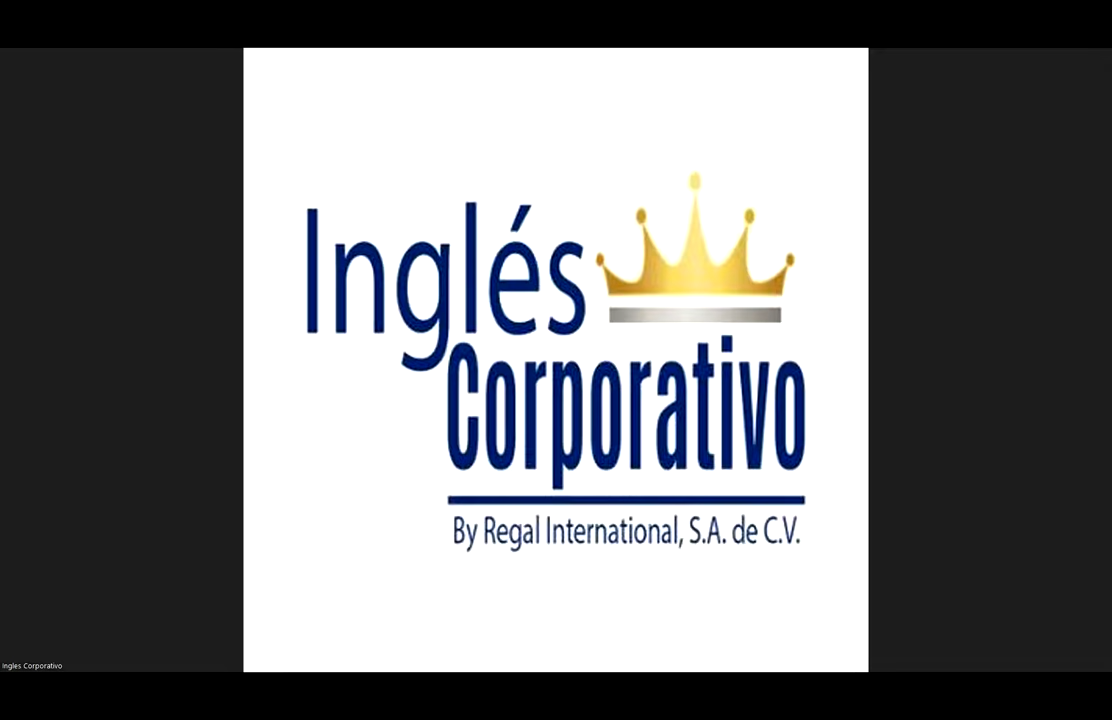 Inglés
Corporativo
By Regal International, S.A. de C.V.
Ingles Corporativo